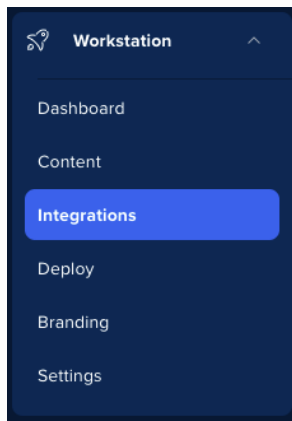 Workstation
Dashboard
Content
Integrations
Deploy
Branding
Settings